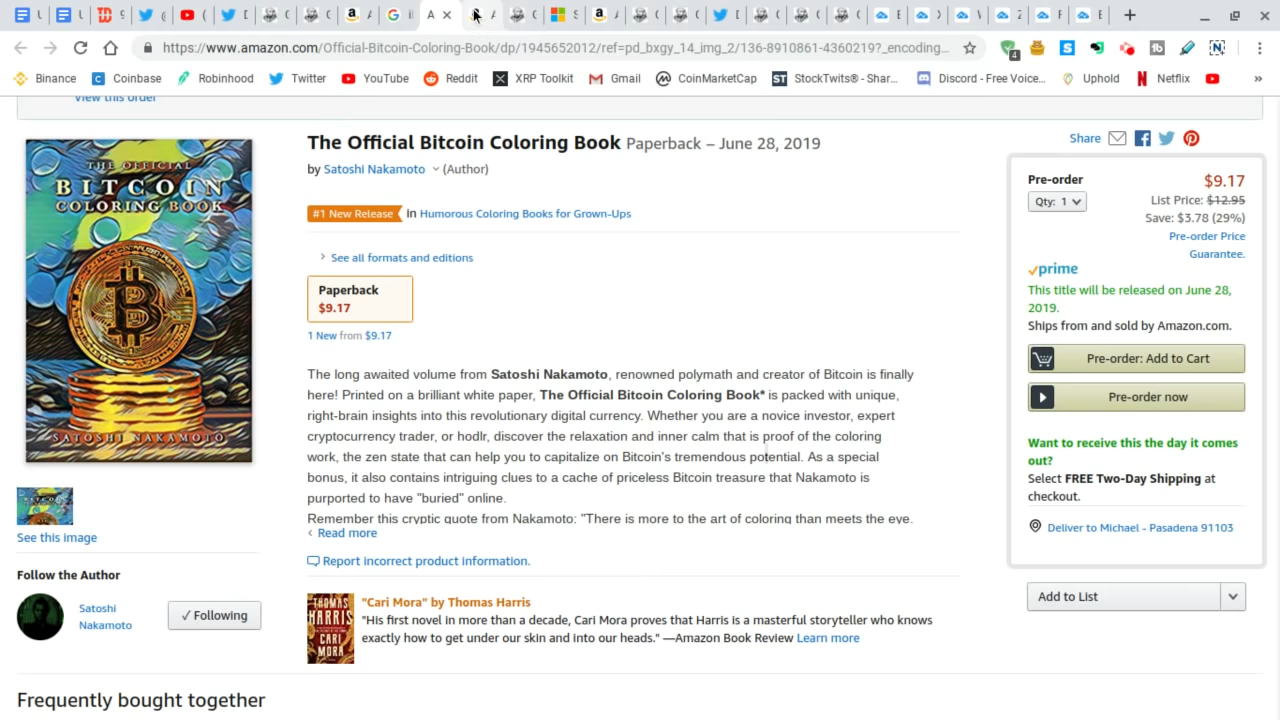 https://www.amazon.com/Official-Bitcoin-Coloring-Book/dp/1945652012/ref=pd_bxgy_14_img_2/136-8910861-4360219?_encoding...
Binance Coinbase Robinhood Twitter YouTube Reddit XRP Toolkit Gmail CoinMarketCap StockTwits® - Shar... Discord - Free Voice... Uphold Netflix »
View this order
The Official Bitcoin Coloring Book Paperback – June 28, 2019
by Satoshi Nakamoto (Author)
#1 New Release in Humorous Coloring Books for Grown-Ups
See all formats and editions
Paperback
$9.17
1 New from $9.17
The long awaited volume from Satoshi Nakamoto, renowned polymath and creator of Bitcoin is finally
here! Printed on a brilliant white paper, The Official Bitcoin Coloring Book* is packed with unique,
right-brain insights into this revolutionary digital currency. Whether you are a novice investor, expert
cryptocurrency trader, or hodlr, discover the relaxation and inner calm that is proof of the coloring
work, the zen state that can help you to capitalize on Bitcoin's tremendous potential. As a special
bonus, it also contains intriguing clues to a cache of priceless Bitcoin treasure that Nakamoto is
purported to have "buried" online.
Remember this cryptic quote from Nakamoto: "There is more to the art of coloring than meets the eye.
Read more
Report incorrect product information.
"Cari Mora" by Thomas Harris
"His first novel in more than a decade, Cari Mora proves that Harris is a masterful storyteller who knows
exactly how to get under our skin and into our heads." —Amazon Book Review Learn more
THOMAS
HARRIS
CARI
MORA
THE OFFICIAL
BITCOIN
COLORING BOOK
SATOSHI NAKAMOTO
See this image
Follow the Author
Satoshi
Nakamoto
✓ Following
Share
Pre-order $9.17
Qty: 1
List Price: $12.95
Save: $3.78 (29%)
Pre-order Price
Guarantee.
prime
This title will be released on June 28,
2019.
Ships from and sold by Amazon.com.
Pre-order: Add to Cart
Pre-order now
Want to receive this the day it comes
out?
Select FREE Two-Day Shipping at
checkout.
Deliver to Michael - Pasadena 91103
Add to List
Frequently bought together